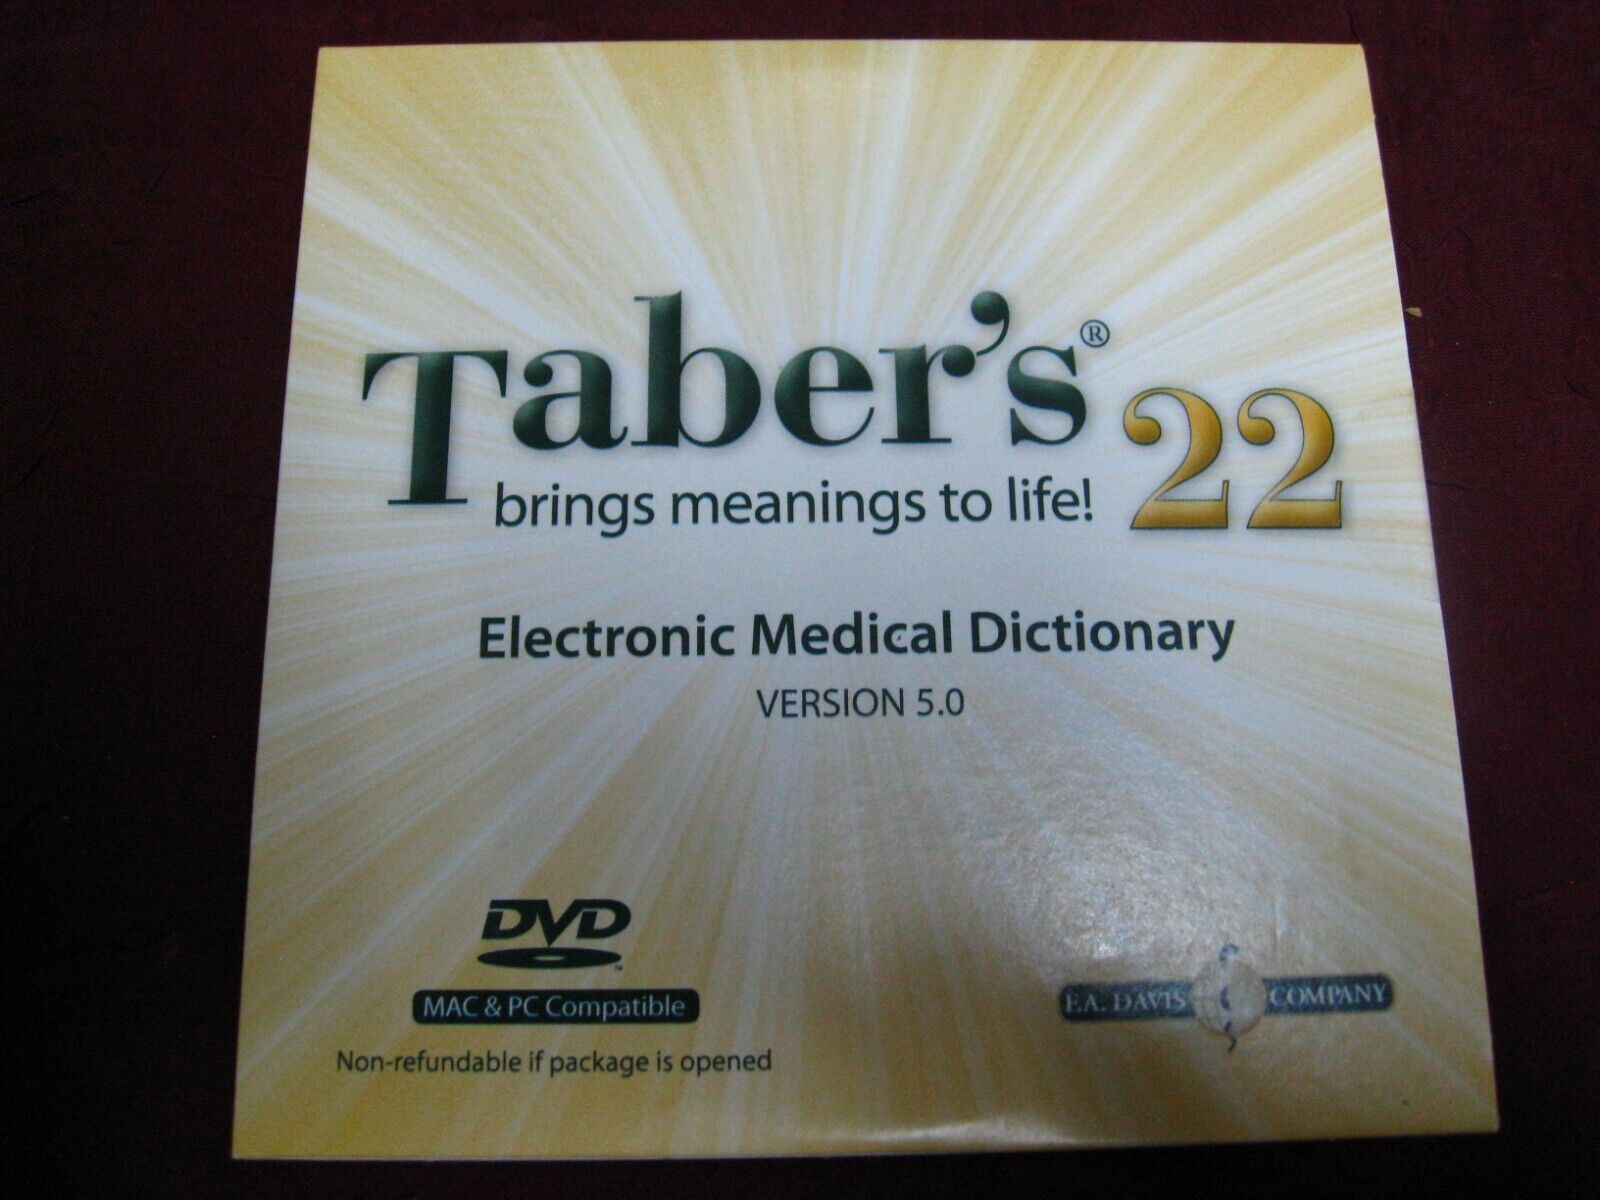 Taber's® 22
brings meanings to life!
Electronic Medical Dictionary
VERSION 5.0
DVD™
MAC & PC Compatible
Non-refundable if package is opened
F.A. DAVIS COMPANY